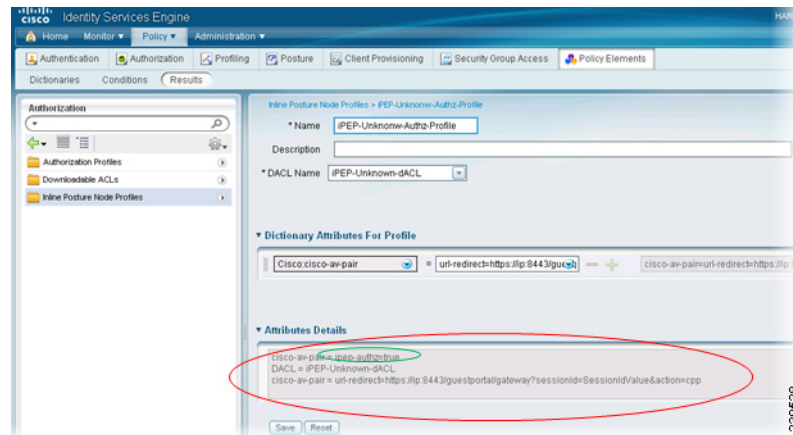 CISCO Identity Services Engine
HAR
Home Monitor ▾ Policy ▾ Administration ▾
Authentication Authorization Profiling Posture Client Provisioning Security Group Access Policy Elements
Dictionaries Conditions Results
Authorization
Authorization Profiles
Downloadable ACLs
Inline Posture Node Profiles
Inline Posture Node Profiles > iPEP-Unknonw-Authz-Profile
* Name iPEP-Unknonw-Authz-Profile
Description
* DACL Name iPEP-Unknown-dACL
▾ Dictionary Attributes For Profile
Cisco:cisco-av-pair = url-redirect=https://ip:8443/gue cisco-av-pair=url-redirect=https://ip:
▾ Attributes Details
cisco-av-pair = ipep-authz=true
DACL = iPEP-Unknown-dACL
cisco-av-pair = url-redirect=https://ip:8443/guestportal/gateway?sessionId=SessionIdValue&action=cpp
Save Reset